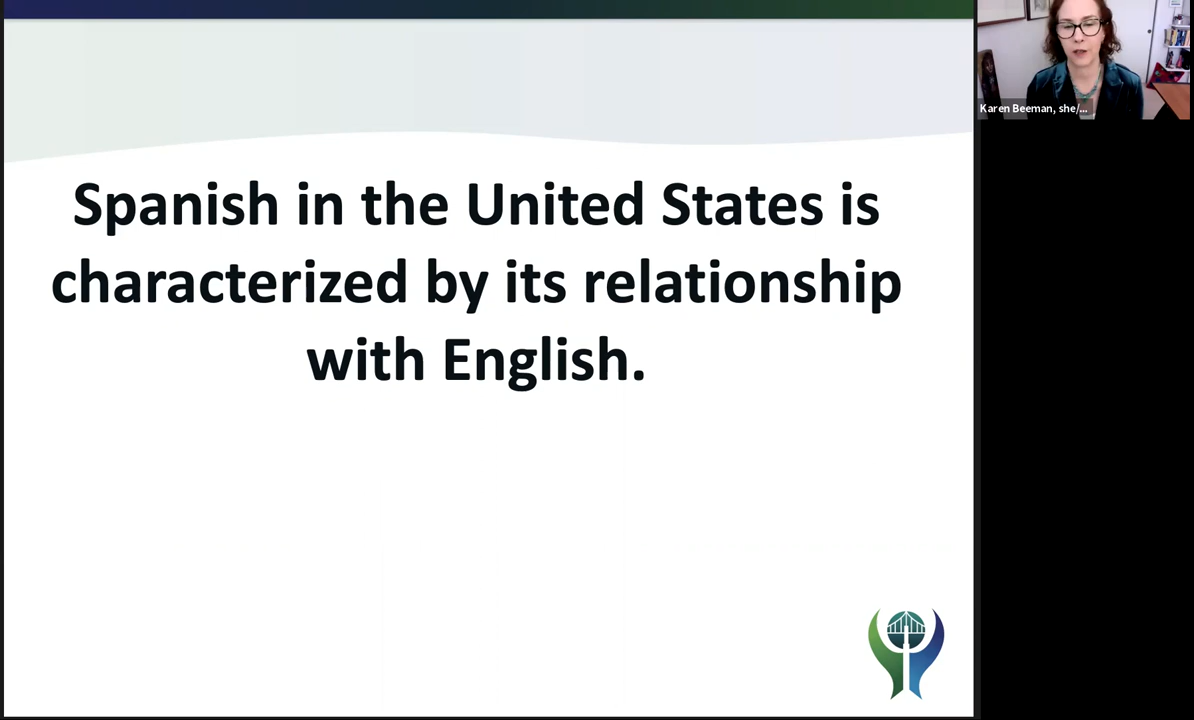 Karen Beeman, she/...
Spanish in the United States is
characterized by its relationship
with English.